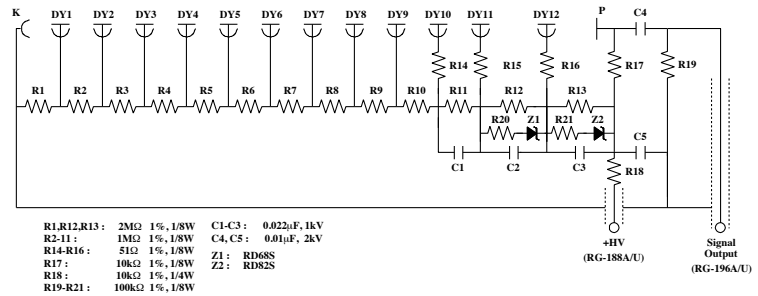 K DY1 DY2 DY3 DY4 DY5 DY6 DY7 DY8 DY9 DY10 DY11 DY12 P C4
R14 R15 R16 R17 R19
R1 R2 R3 R4 R5 R6 R7 R8 R9 R10 R11 R12 R13
R20 Z1 R21 Z2 C5
C1 C2 C3 R18
R1,R12,R13 : 2MΩ 1%, 1/8W
R2-11 : 1MΩ 1%, 1/8W
R14-R16 : 51Ω 1%, 1/8W
R17 : 10kΩ 1%, 1/8W
R18 : 10kΩ 1%, 1/4W
R19-R21 : 100kΩ 1%, 1/8W
C1-C3 : 0.022μF, 1kV
C4, C5 : 0.01μF, 2kV
Z1 : RD68S
Z2 : RD82S
+HV
(RG-188A/U)
Signal
Output
(RG-196A/U)